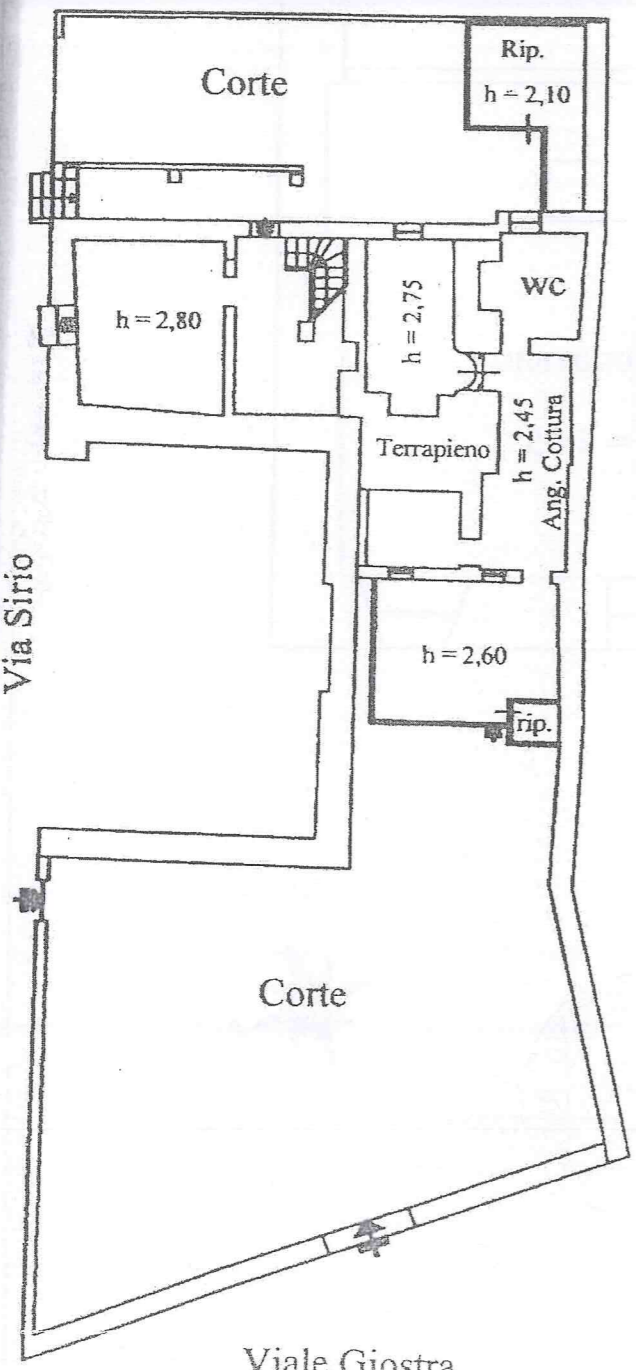 Rip.
Corte
h = 2,10
WC
h = 2,80
h = 2,75
h = 2,45
Ang. Cottura
Terrapieno
Via Sirio
h = 2,60
rip.
Corte
Viale Giostra